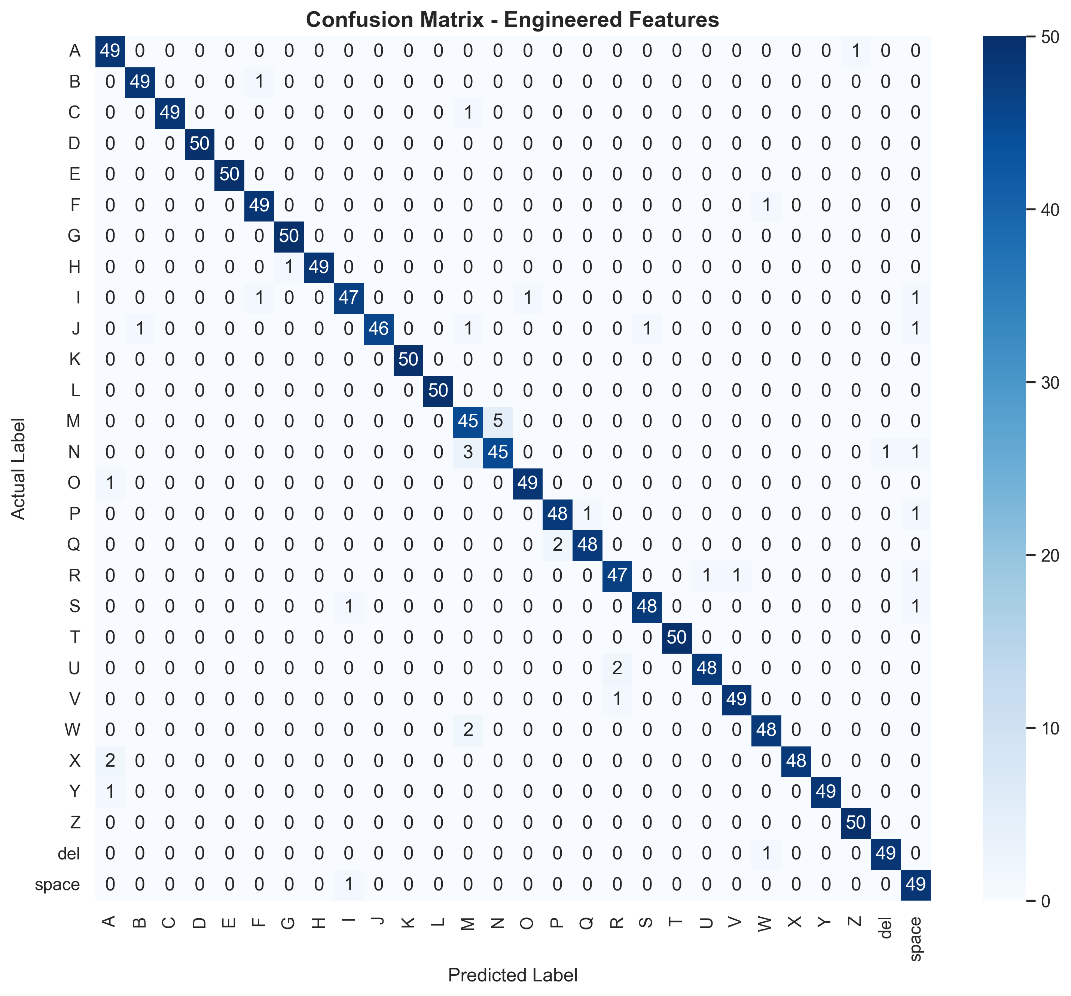 Confusion Matrix - Engineered Features
A 49 0 0 0 0 0 0 0 0 0 0 0 0 0 0 0 0 0 0 0 0 0 0 0 0 1 0 0
B 0 49 0 0 0 1 0 0 0 0 0 0 0 0 0 0 0 0 0 0 0 0 0 0 0 0 0 0
C 0 0 49 0 0 0 0 0 0 0 0 0 1 0 0 0 0 0 0 0 0 0 0 0 0 0 0 0
D 0 0 0 50 0 0 0 0 0 0 0 0 0 0 0 0 0 0 0 0 0 0 0 0 0 0 0 0
E 0 0 0 0 50 0 0 0 0 0 0 0 0 0 0 0 0 0 0 0 0 0 0 0 0 0 0 0
F 0 0 0 0 0 49 0 0 0 0 0 0 0 0 0 0 0 0 0 0 0 0 1 0 0 0 0 0
G 0 0 0 0 0 0 50 0 0 0 0 0 0 0 0 0 0 0 0 0 0 0 0 0 0 0 0 0
H 0 0 0 0 0 0 1 49 0 0 0 0 0 0 0 0 0 0 0 0 0 0 0 0 0 0 0 0
I 0 0 0 0 0 1 0 0 47 0 0 0 0 0 1 0 0 0 0 0 0 0 0 0 0 0 0 1
J 0 1 0 0 0 0 0 0 0 46 0 0 1 0 0 0 0 0 1 0 0 0 0 0 0 0 0 1
K 0 0 0 0 0 0 0 0 0 0 50 0 0 0 0 0 0 0 0 0 0 0 0 0 0 0 0 0
L 0 0 0 0 0 0 0 0 0 0 0 50 0 0 0 0 0 0 0 0 0 0 0 0 0 0 0 0
M 0 0 0 0 0 0 0 0 0 0 0 0 45 5 0 0 0 0 0 0 0 0 0 0 0 0 0 0
N 0 0 0 0 0 0 0 0 0 0 0 0 3 45 0 0 0 0 0 0 0 0 0 0 0 0 1 1
O 1 0 0 0 0 0 0 0 0 0 0 0 0 0 49 0 0 0 0 0 0 0 0 0 0 0 0 0
P 0 0 0 0 0 0 0 0 0 0 0 0 0 0 0 48 1 0 0 0 0 0 0 0 0 0 0 1
Q 0 0 0 0 0 0 0 0 0 0 0 0 0 0 0 2 48 0 0 0 0 0 0 0 0 0 0 0
R 0 0 0 0 0 0 0 0 0 0 0 0 0 0 0 0 0 47 0 0 1 1 0 0 0 0 0 1
S 0 0 0 0 0 0 0 0 1 0 0 0 0 0 0 0 0 0 48 0 0 0 0 0 0 0 0 1
T 0 0 0 0 0 0 0 0 0 0 0 0 0 0 0 0 0 0 0 50 0 0 0 0 0 0 0 0
U 0 0 0 0 0 0 0 0 0 0 0 0 0 0 0 0 0 2 0 0 48 0 0 0 0 0 0 0
V 0 0 0 0 0 0 0 0 0 0 0 0 0 0 0 0 0 1 0 0 0 49 0 0 0 0 0 0
W 0 0 0 0 0 0 0 0 0 0 0 0 2 0 0 0 0 0 0 0 0 0 48 0 0 0 0 0
X 2 0 0 0 0 0 0 0 0 0 0 0 0 0 0 0 0 0 0 0 0 0 0 48 0 0 0 0
Y 1 0 0 0 0 0 0 0 0 0 0 0 0 0 0 0 0 0 0 0 0 0 0 0 49 0 0 0
Z 0 0 0 0 0 0 0 0 0 0 0 0 0 0 0 0 0 0 0 0 0 0 0 0 0 50 0 0
del 0 0 0 0 0 0 0 0 0 0 0 0 0 0 0 0 0 0 0 0 0 0 1 0 0 0 49 0
space 0 0 0 0 0 0 0 0 1 0 0 0 0 0 0 0 0 0 0 0 0 0 0 0 0 0 0 49
A B C D E F G H I J K L M N O P Q R S T U V W X Y Z del space
Predicted Label
Actual Label
50
40
30
20
10
0